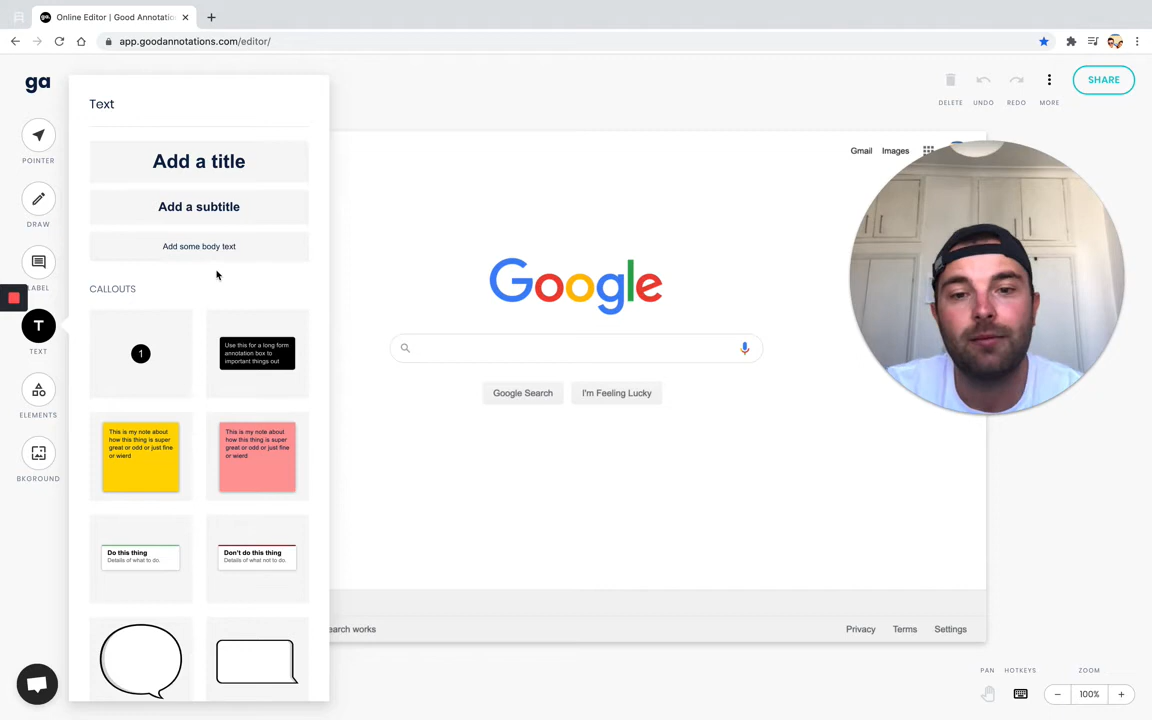 ga.
Online Editor | Good Annotatio
app.goodannotations.com/editor/
ga
POINTER
DRAW
LABEL
T
TEXT
ELEMENTS
BKGROUND
Text
Add a title
Add a subtitle
Add some body text
CALLOUTS
1
Use this for a long form
annotation box to
important things out
This is my note about
how this thing is super
great or odd or just fine
or wierd
This is my note about
how this thing is super
great or odd or just fine
or wierd
Do this thing
Details of what to do.
Don't do this thing
Details of what not to do.
DELETE
UNDO
REDO
MORE
SHARE
Gmail
Images
Google
Google Search
I'm Feeling Lucky
earch works
Privacy
Terms
Settings
PAN
HOTKEYS
ZOOM
100%